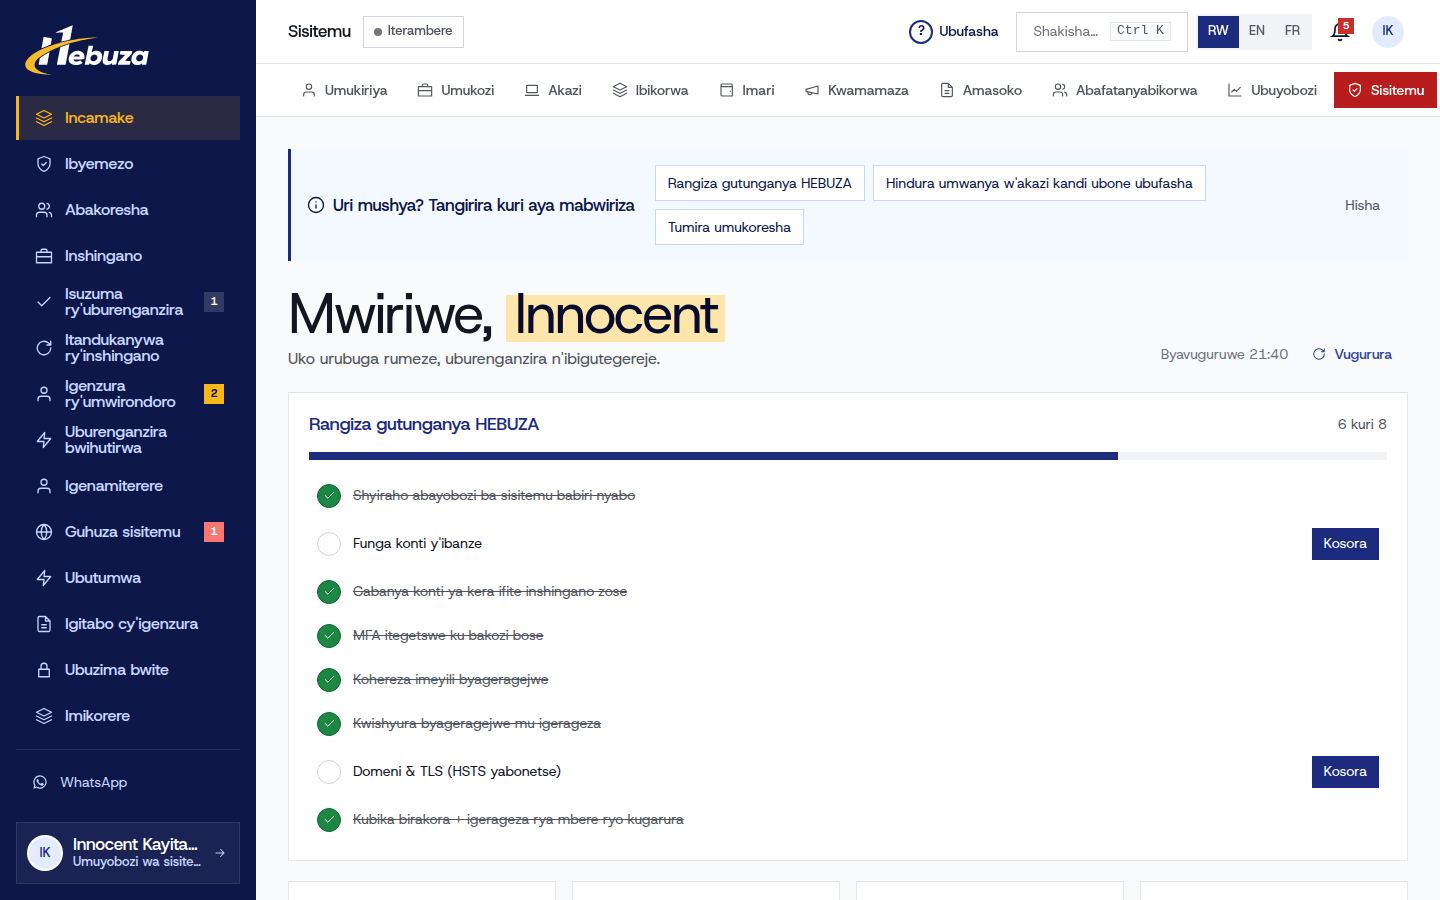 Hebuza
Incamake
Ibyemezo
Abakoresha
Inshingano
Isuzuma
ry'uburenganzira
1
Itandukanywa
ry'inshingano
Igenzura
ry'umwirondoro
2
Uburenganzira
bwihutirwa
Igenamiterere
Guhuza sisitemu
1
Ubutumwa
Igitabo cy'igenzura
Ubuzima bwite
Imikorere
WhatsApp
IK
Innocent Kayita...
Umuyobozi wa sisite...
Sisitemu
Iterambere
? Ubufasha
Shakisha... Ctrl K
RW EN FR
5
IK
Umukiriya
Umukozi
Akazi
Ibikorwa
Imari
Kwamamaza
Amasoko
Abafatanyabikorwa
Ubuyobozi
Sisitemu
Uri mushya? Tangirira kuri aya mabwiriza
Rangiza gutunganya HEBUZA
Hindura umwanya w'akazi kandi ubone ubufasha
Tumira umukoresha
Hisha
Mwiriwe, Innocent
Uko urubuga rumeze, uburenganzira n'ibigutegereje.
Byavuguruwe 21:40
Vugurura
Rangiza gutunganya HEBUZA
6 kuri 8
Shyiraho abayobozi ba sisitemu babiri nyabo
Funga konti y'ibanze
Kosora
Gabanya konti ya kera ifite inshingano zose
MFA itegetswe ku bakozi bose
Kohereza imeyili byageragejwe
Kwishyura byageragejwe mu igerageza
Domeni & TLS (HSTS yabonetse)
Kosora
Kubika birakora + igerageza rya mbere ryo kugarura